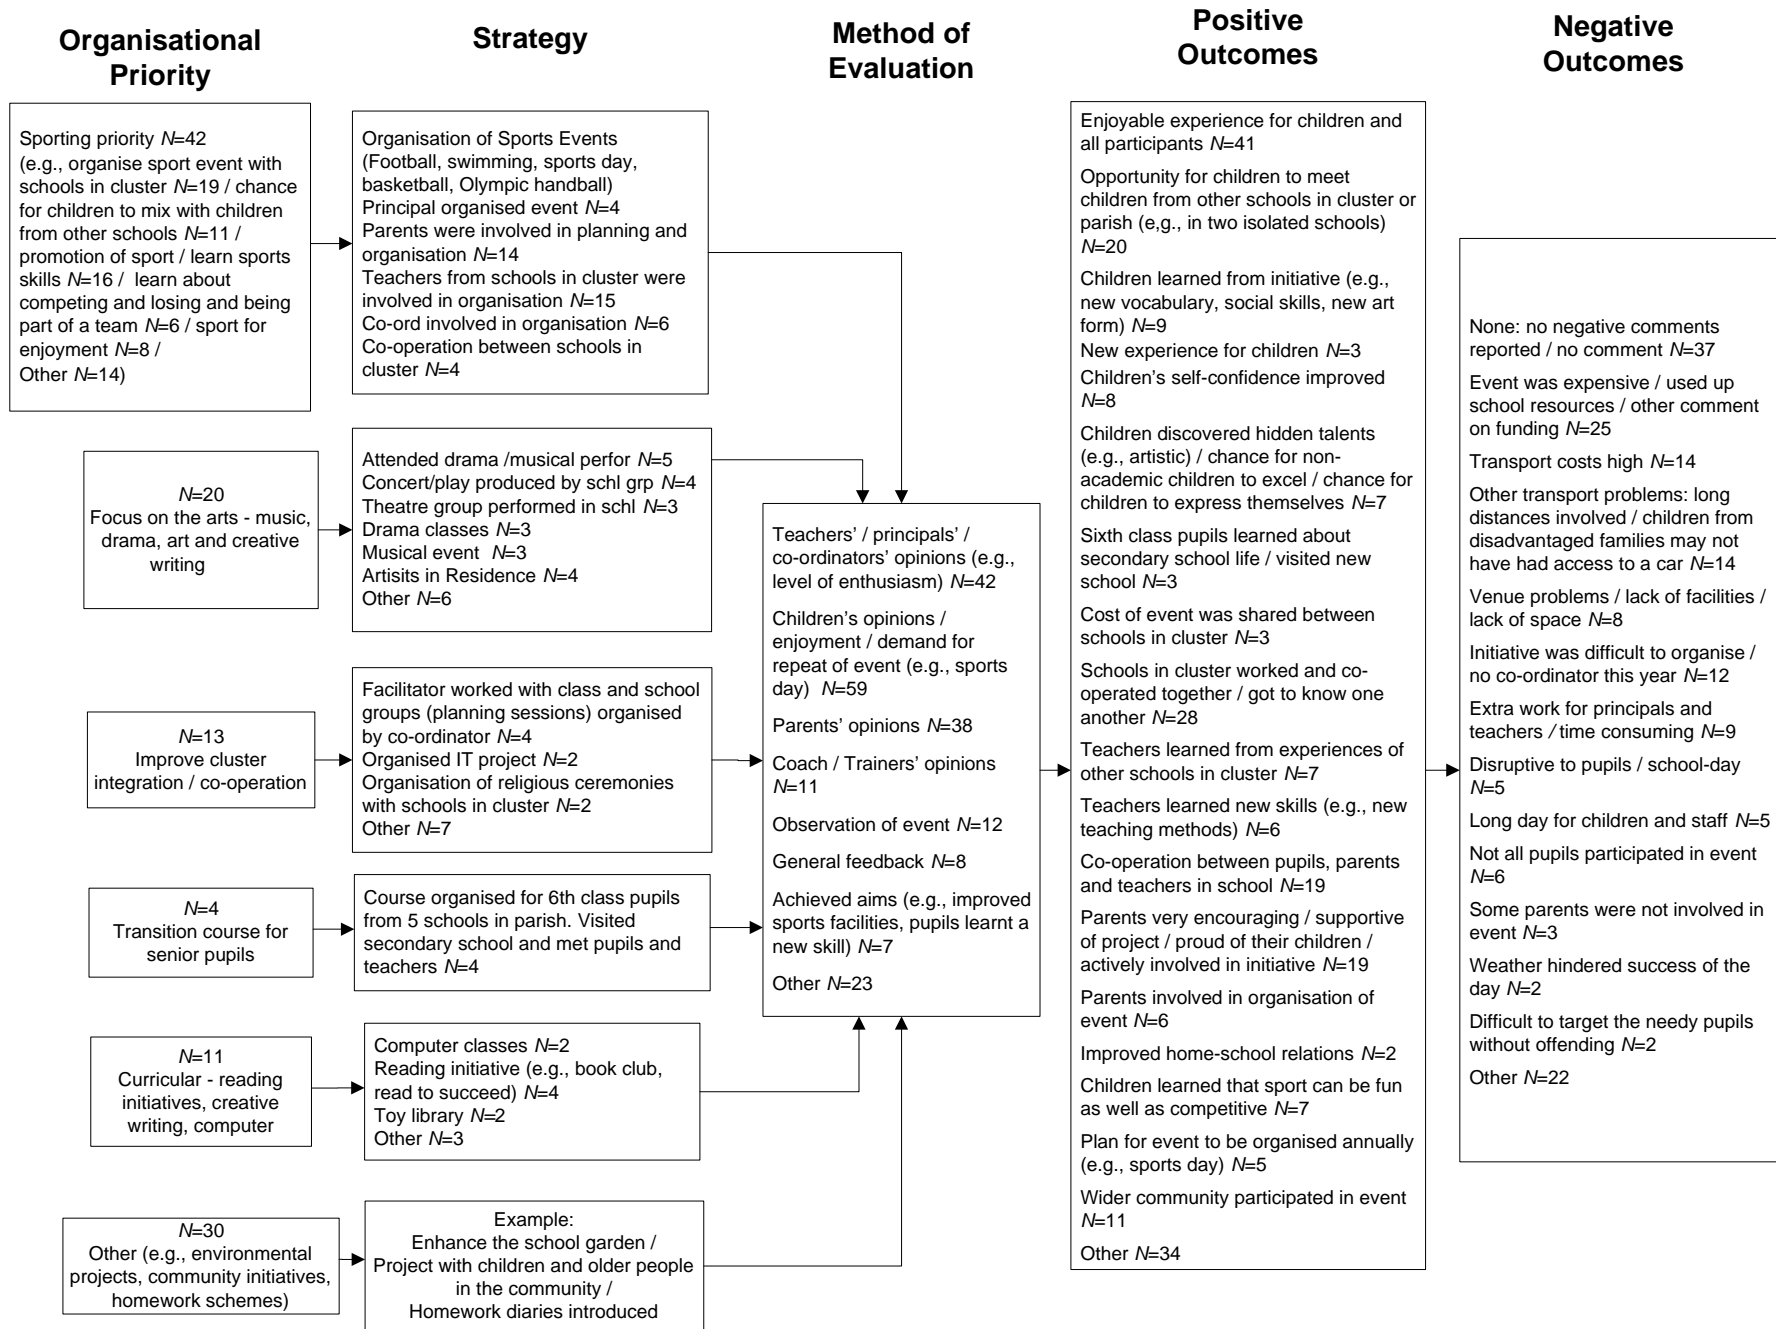 Organisational
Priority
Strategy
Method of
Evaluation
Positive
Outcomes
Negative
Outcomes
Sporting priority N=42
(e.g., organise sport event with
schools in cluster N=19 / chance
for children to mix with children
from other schools N=11 /
promotion of sport / learn sports
skills N=16 /  learn about
competing and losing and being
part of a team N=6 / sport for
enjoyment N=8 /
Other N=14)
N=20
Focus on the arts - music,
drama, art and creative
writing
N=13
Improve cluster
integration / co-operation
N=4
Transition course for
senior pupils
N=11
Curricular - reading
initiatives, creative
writing, computer
N=30
Other (e.g., environmental
projects, community initiatives,
homework schemes)
Organisation of Sports Events
(Football, swimming, sports day,
basketball, Olympic handball)
Principal organised event N=4
Parents were involved in planning and
organisation N=14
Teachers from schools in cluster were
involved in organisation N=15
Co-ord involved in organisation N=6
Co-operation between schools in
cluster N=4
Attended drama /musical perfor N=5
Concert/play produced by schl grp N=4
Theatre group performed in schl N=3
Drama classes N=3
Musical event  N=3
Artisits in Residence N=4
Other N=6
Facilitator worked with class and school
groups (planning sessions) organised
by co-ordinator N=4
Organised IT project N=2
Organisation of religious ceremonies
with schools in cluster N=2
Other N=7
Course organised for 6th class pupils
from 5 schools in parish. Visited
secondary school and met pupils and
teachers N=4
Computer classes N=2
Reading initiative (e.g., book club,
read to succeed) N=4
Toy library N=2
Other N=3
Example:
Enhance the school garden /
Project with children and older people
in the community /
Homework diaries introduced
Teachers' / principals' /
co-ordinators' opinions (e.g.,
level of enthusiasm) N=42
Children's opinions /
enjoyment / demand for
repeat of event (e.g., sports
day)  N=59
Parents' opinions N=38
Coach / Trainers' opinions
N=11
Observation of event N=12
General feedback N=8
Achieved aims (e.g., improved
sports facilities, pupils learnt a
new skill) N=7
Other N=23
Enjoyable experience for children and
all participants N=41
Opportunity for children to meet
children from other schools in cluster or
parish (e,g., in two isolated schools)
N=20
Children learned from initiative (e.g.,
new vocabulary, social skills, new art
form) N=9
New experience for children N=3
Children's self-confidence improved
N=8
Children discovered hidden talents
(e.g., artistic) / chance for non-
academic children to excel / chance for
children to express themselves N=7
Sixth class pupils learned about
secondary school life / visited new
school N=3
Cost of event was shared between
schools in cluster N=3
Schools in cluster worked and co-
operated together / got to know one
another N=28
Teachers learned from experiences of
other schools in cluster N=7
Teachers learned new skills (e.g., new
teaching methods) N=6
Co-operation between pupils, parents
and teachers in school N=19
Parents very encouraging / supportive
of project / proud of their children /
actively involved in initiative N=19
Parents involved in organisation of
event N=6
Improved home-school relations N=2
Children learned that sport can be fun
as well as competitive N=7
Plan for event to be organised annually
(e.g., sports day) N=5
Wider community participated in event
N=11
Other N=34
None: no negative comments
reported / no comment N=37
Event was expensive / used up
school resources / other comment
on funding N=25
Transport costs high N=14
Other transport problems: long
distances involved / children from
disadvantaged families may not
have had access to a car N=14
Venue problems / lack of facilities /
lack of space N=8
Initiative was difficult to organise /
no co-ordinator this year N=12
Extra work for principals and
teachers / time consuming N=9
Disruptive to pupils / school-day
N=5
Long day for children and staff N=5
Not all pupils participated in event
N=6
Some parents were not involved in
event N=3
Weather hindered success of the
day N=2
Difficult to target the needy pupils
without offending N=2
Other N=22